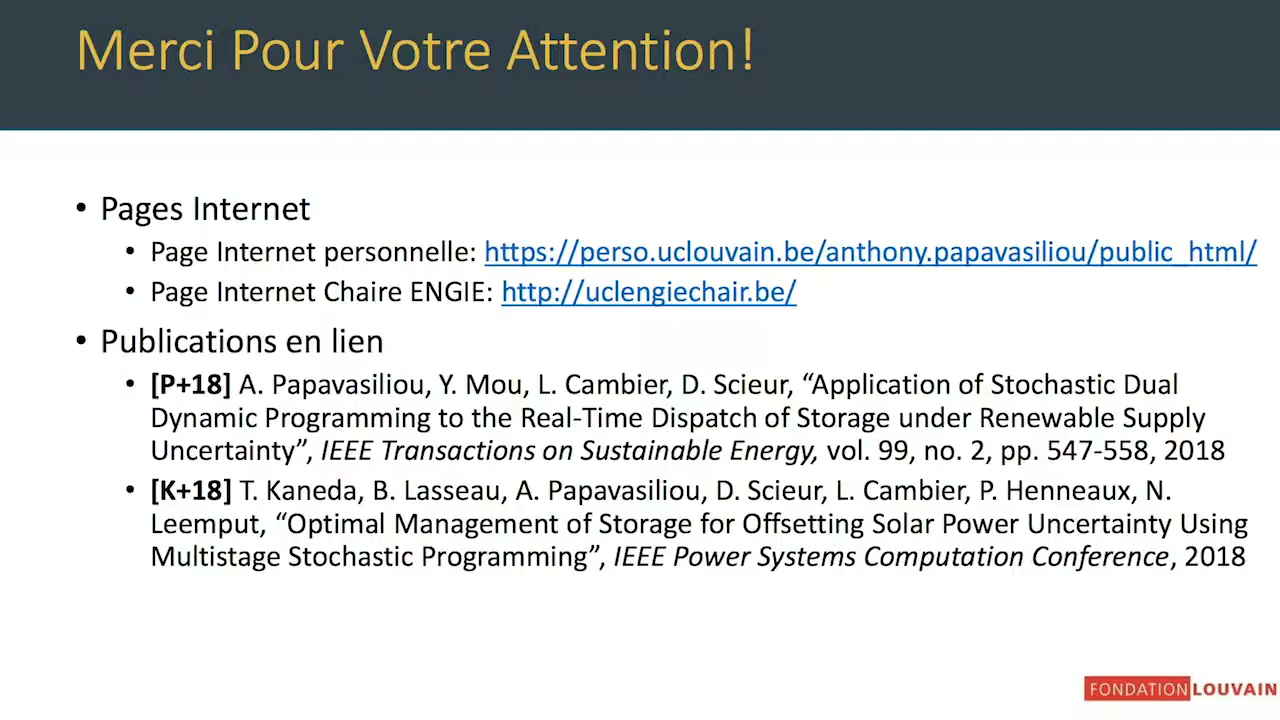 Merci Pour Votre Attention!
• Pages Internet
• Page Internet personnelle: https://perso.uclouvain.be/anthony.papavasiliou/public_html/
• Page Internet Chaire ENGIE: http://uclengiechair.be/
• Publications en lien
• [P+18] A. Papavasiliou, Y. Mou, L. Cambier, D. Scieur, “Application of Stochastic Dual
Dynamic Programming to the Real-Time Dispatch of Storage under Renewable Supply
Uncertainty”, IEEE Transactions on Sustainable Energy, vol. 99, no. 2, pp. 547-558, 2018
• [K+18] T. Kaneda, B. Lasseau, A. Papavasiliou, D. Scieur, L. Cambier, P. Henneaux, N.
Leemput, “Optimal Management of Storage for Offsetting Solar Power Uncertainty Using
Multistage Stochastic Programming”, IEEE Power Systems Computation Conference, 2018
FONDATION LOUVAIN